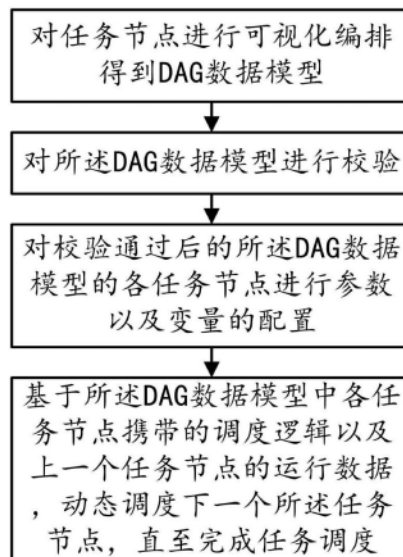 对任务节点进行可视化编排
得到DAG数据模型
对所述DAG数据模型进行校验
对校验通过后的所述DAG数据
模型的各任务节点进行参数
以及变量的配置
基于所述DAG数据模型中各任
务节点携带的调度逻辑以及
上一个任务节点的运行数据
，动态调度下一个所述任务
节点，直至完成任务调度